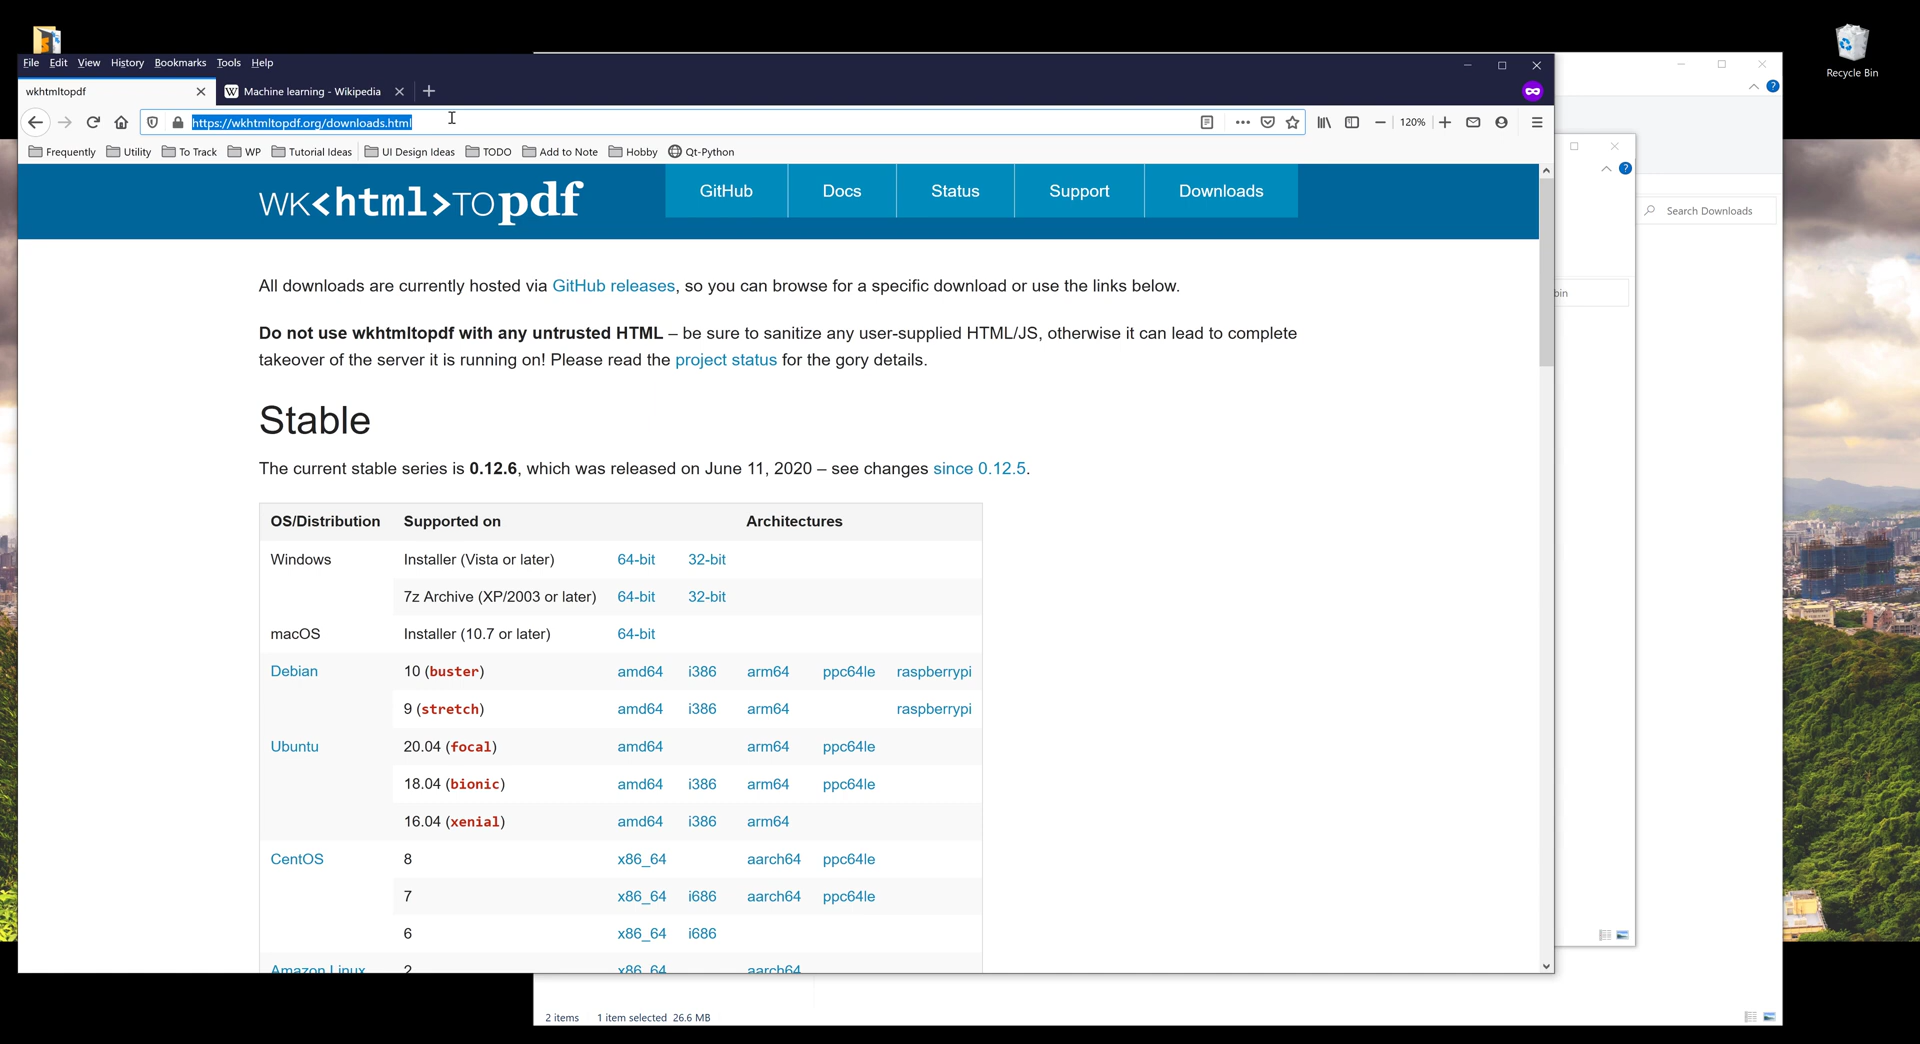 Recycle Bin
File Edit View History Bookmarks Tools Help
wkhtmltopdf
Machine learning - Wikipedia
https://wkhtmltopdf.org/downloads.html
120%
Frequently Utility To Track WP Tutorial Ideas UI Design Ideas TODO Add to Note Hobby Qt-Python
WK<html>TOpdf
GitHub Docs Status Support Downloads
Search Downloads
bin
All downloads are currently hosted via GitHub releases, so you can browse for a specific download or use the links below.
Do not use wkhtmltopdf with any untrusted HTML – be sure to sanitize any user-supplied HTML/JS, otherwise it can lead to complete
takeover of the server it is running on! Please read the project status for the gory details.
Stable
The current stable series is 0.12.6, which was released on June 11, 2020 – see changes since 0.12.5.
OS/Distribution Supported on Architectures
Windows Installer (Vista or later) 64-bit 32-bit
7z Archive (XP/2003 or later) 64-bit 32-bit
macOS Installer (10.7 or later) 64-bit
Debian 10 (buster) amd64 i386 arm64 ppc64le raspberrypi
9 (stretch) amd64 i386 arm64 raspberrypi
Ubuntu 20.04 (focal) amd64 arm64 ppc64le
18.04 (bionic) amd64 i386 arm64 ppc64le
16.04 (xenial) amd64 i386 arm64
CentOS 8 x86_64 aarch64 ppc64le
7 x86_64 i686 aarch64 ppc64le
6 x86_64 i686
Amazon Linux 2 x86_64 aarch64
2 items 1 item selected 26.6 MB